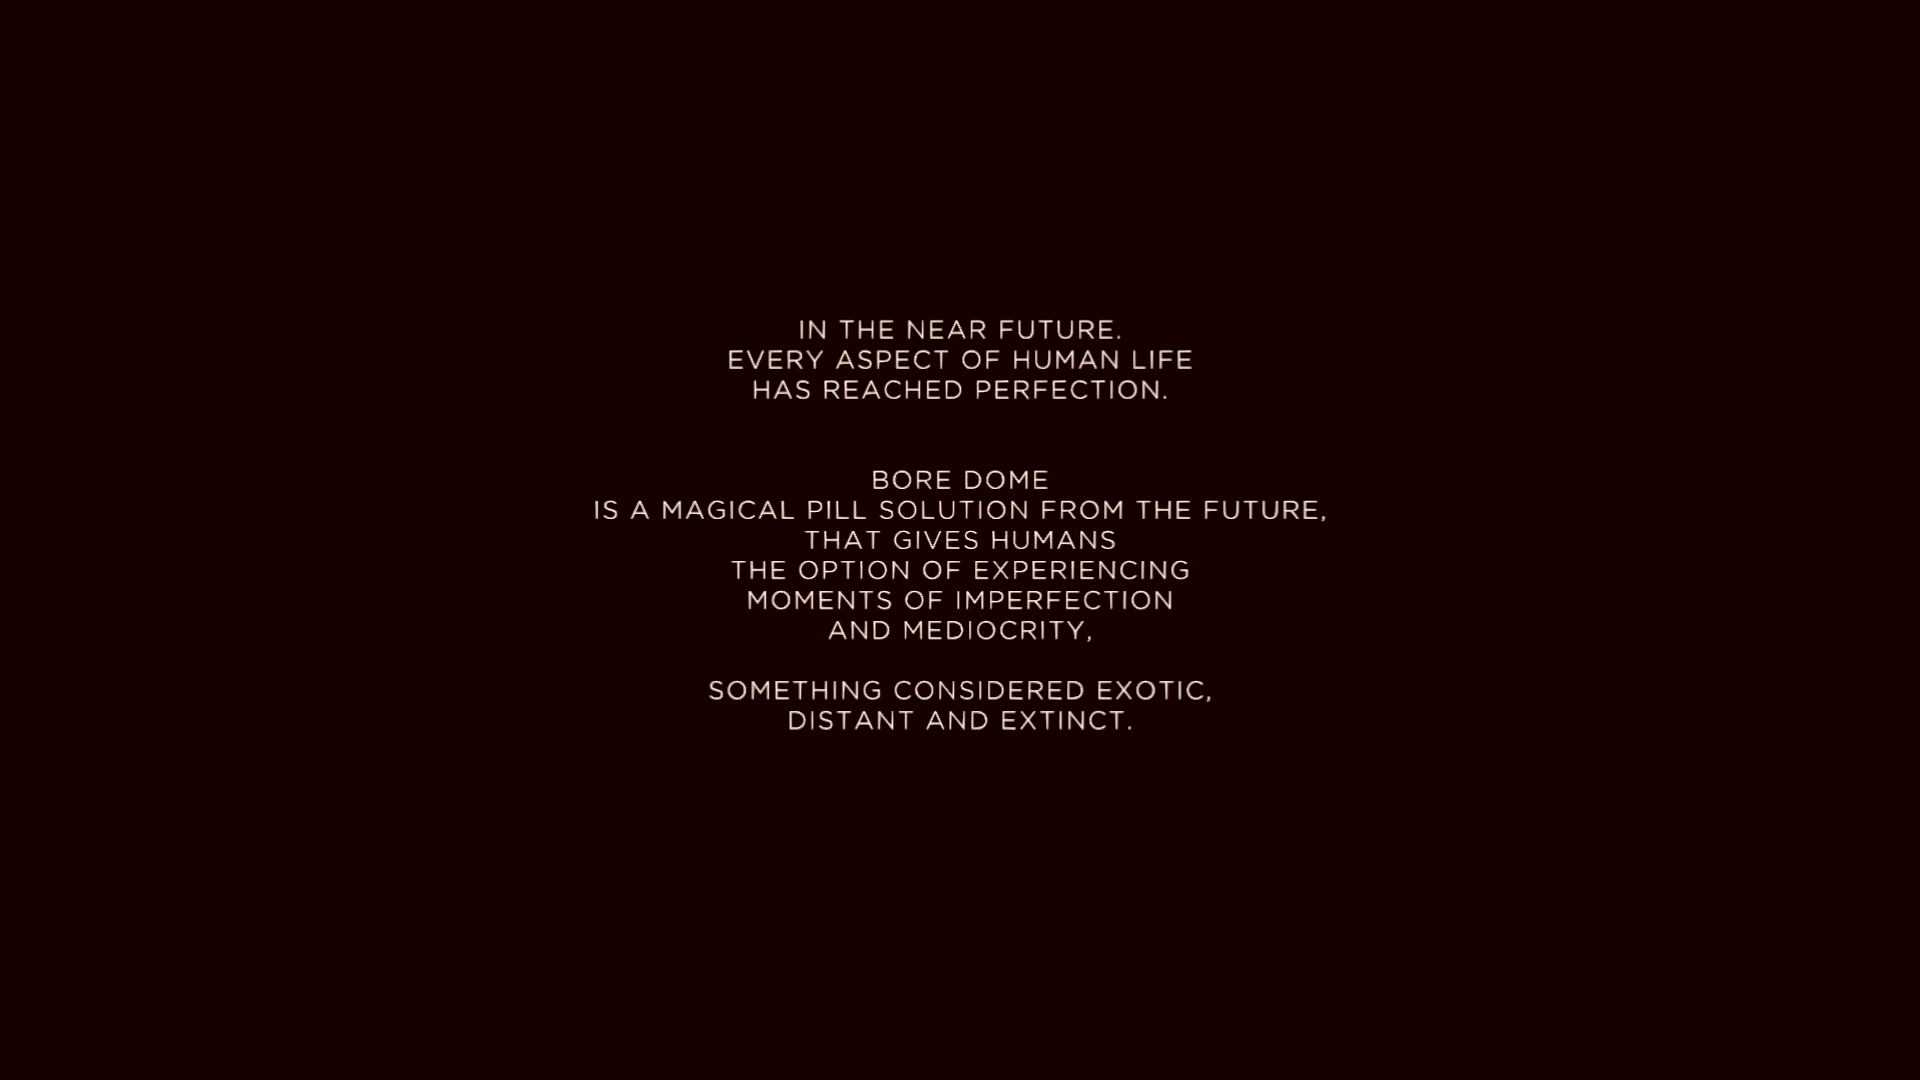 IN THE NEAR FUTURE.
EVERY ASPECT OF HUMAN LIFE
HAS REACHED PERFECTION.
BORE DOME
IS A MAGICAL PILL SOLUTION FROM THE FUTURE,
THAT GIVES HUMANS
THE OPTION OF EXPERIENCING
MOMENTS OF IMPERFECTION
AND MEDIOCRITY,
SOMETHING CONSIDERED EXOTIC,
DISTANT AND EXTINCT.